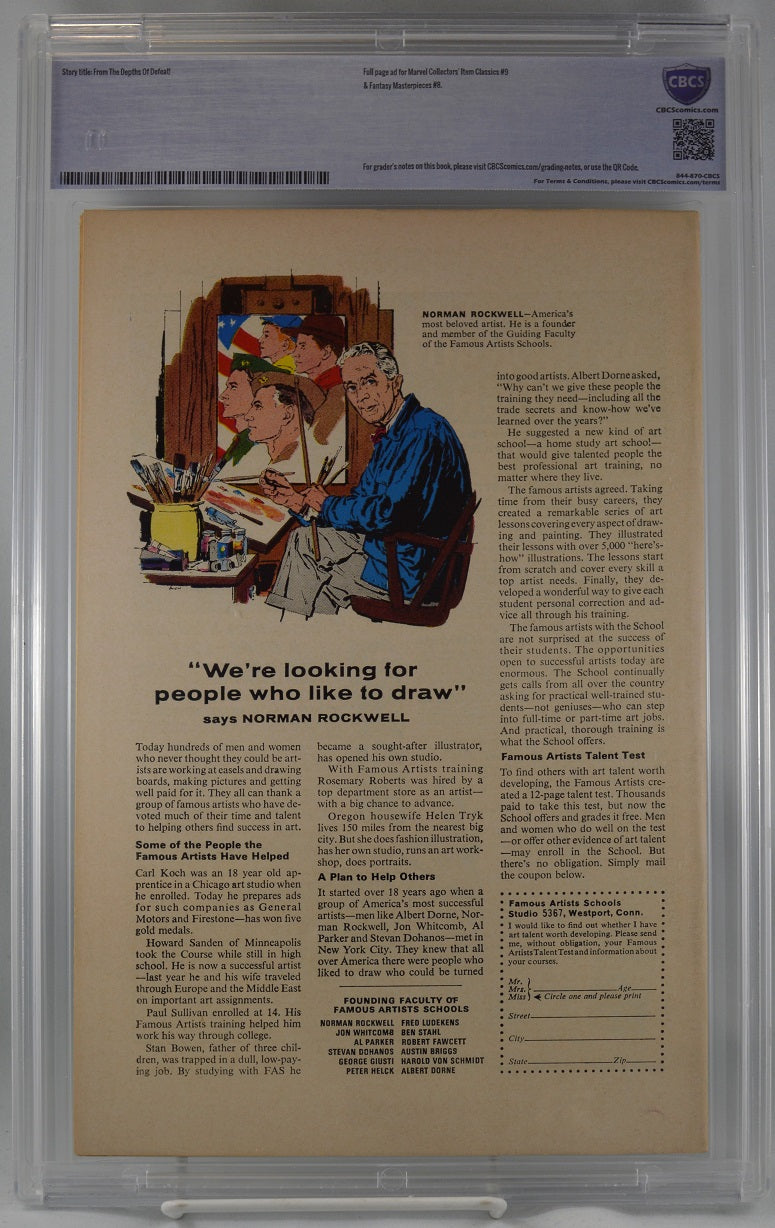 Story title: From The Depths Of Defeat!
Full page ad for Marvel Collectors' Item Classics #9
& Fantasy Masterpieces #8.
CBCS
CBCScomics.com
For grader's notes on this book, please visit CBCScomics.com/grading-notes, or use the QR Code.
844-870-CBCS
For Terms & Conditions, please visit CBCScomics.com/terms
NORMAN ROCKWELL—America's
most beloved artist. He is a founder
and member of the Guiding Faculty
of the Famous Artists Schools.
"We're looking for
people who like to draw"
says NORMAN ROCKWELL
Today hundreds of men and women
who never thought they could be art-
ists are working at easels and drawing
boards, making pictures and getting
well paid for it. They all can thank a
group of famous artists who have de-
voted much of their time and talent
to helping others find success in art.
Some of the People the
Famous Artists Have Helped
Carl Koch was an 18 year old ap-
prentice in a Chicago art studio when
he enrolled. Today he prepares ads
for such companies as General
Motors and Firestone—has won five
gold medals.
Howard Sanden of Minneapolis
took the Course while still in high
school. He is now a successful artist
—last year he and his wife traveled
through Europe and the Middle East
on important art assignments.
Paul Sullivan enrolled at 14. His
Famous Artists training helped him
work his way through college.
Stan Bowen, father of three chil-
dren, was trapped in a dull, low-pay-
ing job. By studying with FAS he
became a sought-after illustrator,
has opened his own studio.
With Famous Artists training
Rosemary Roberts was hired by a
top department store as an artist—
with a big chance to advance.
Oregon housewife Helen Tryk
lives 150 miles from the nearest big
city. But she does fashion illustration,
has her own studio, runs an art work-
shop, does portraits.
A Plan to Help Others
It started over 18 years ago when a
group of America's most successful
artists—men like Albert Dorne, Nor-
man Rockwell, Jon Whitcomb, Al
Parker and Stevan Dohanos—met in
New York City. They knew that all
over America there were people who
liked to draw who could be turned
FOUNDING FACULTY OF
FAMOUS ARTISTS SCHOOLS
NORMAN ROCKWELL FRED LUDEKENS
JON WHITCOMB BEN STAHL
AL PARKER ROBERT FAWCETT
STEVAN DOHANOS AUSTIN BRIGGS
GEORGE GIUSTI HAROLD VON SCHMIDT
PETER HELCK ALBERT DORNE
into good artists. Albert Dorne asked,
"Why can't we give these people the
training they need—including all the
trade secrets and know-how we've
learned over the years?"
He suggested a new kind of art
school—a home study art school—
that would give talented people the
best professional art training, no
matter where they live.
The famous artists agreed. Taking
time from their busy careers, they
created a remarkable series of art
lessons covering every aspect of draw-
ing and painting. They illustrated
their lessons with over 5,000 "here's-
how" illustrations. The lessons start
from scratch and cover every skill a
top artist needs. Finally, they de-
veloped a wonderful way to give each
student personal correction and ad-
vice all through his training.
The famous artists with the School
are not surprised at the success of
their students. The opportunities
open to successful artists today are
enormous. The School continually
gets calls from all over the country
asking for practical well-trained stu-
dents—not geniuses—who can step
into full-time or part-time art jobs.
And practical, thorough training is
what the School offers.
Famous Artists Talent Test
To find others with art talent worth
developing, the Famous Artists cre-
ated a 12-page talent test. Thousands
paid to take this test, but now the
School offers and grades it free. Men
and women who do well on the test
—or offer other evidence of art talent
—may enroll in the School. But
there's no obligation. Simply mail
the coupon below.
Famous Artists Schools
Studio 5367, Westport, Conn.
I would like to find out whether I have
art talent worth developing. Please send
me, without obligation, your Famous
Artists Talent Test and information about
your courses.
Mr.
Mrs. Age
Miss Circle one and please print
Street
City
State Zip